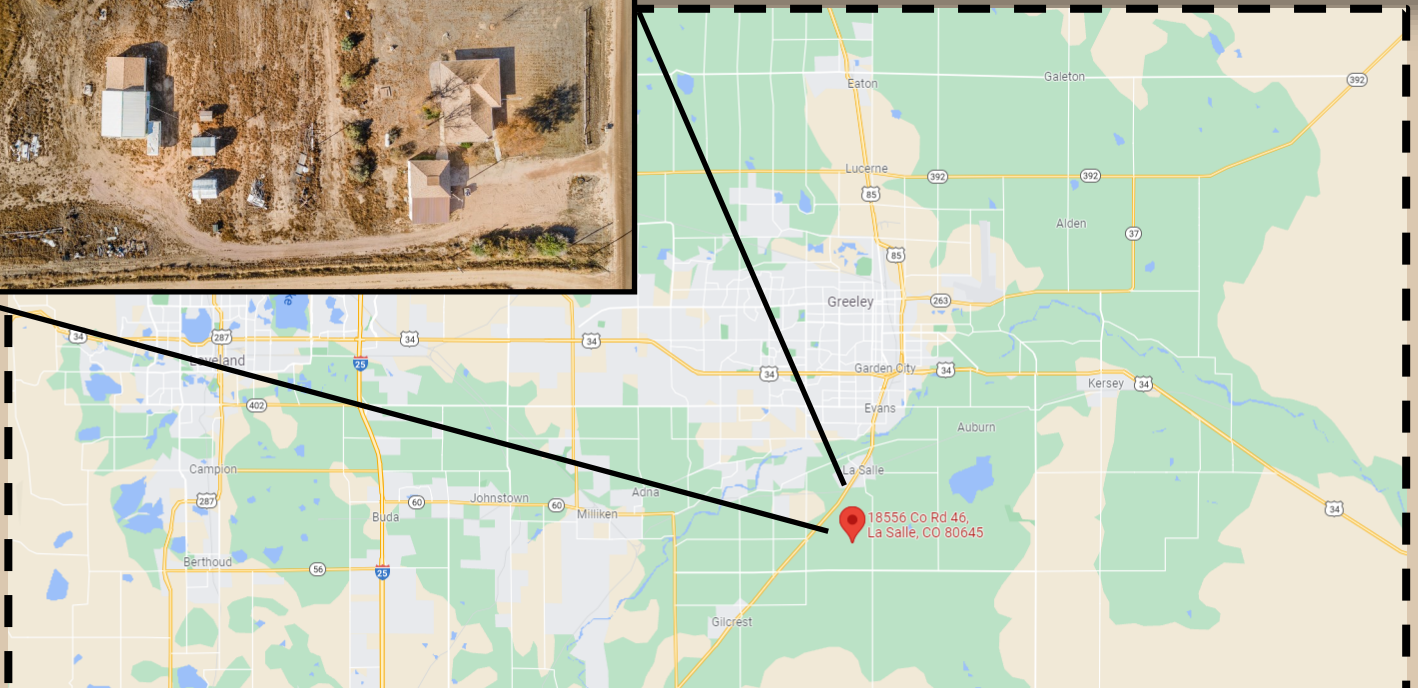 Eaton
Galeton
392
Lucerne
392
392
85
Alden
37
85
Greeley
263
34
287
34
34
Loveland
25
34
Garden City
34
Kersey
34
402
Evans
Auburn
Campion
La Salle
287
60
Johnstown
60
Adna
Milliken
Buda
34
18556 Co Rd 46,
La Salle, CO 80645
Berthoud
56
25
Gilcrest